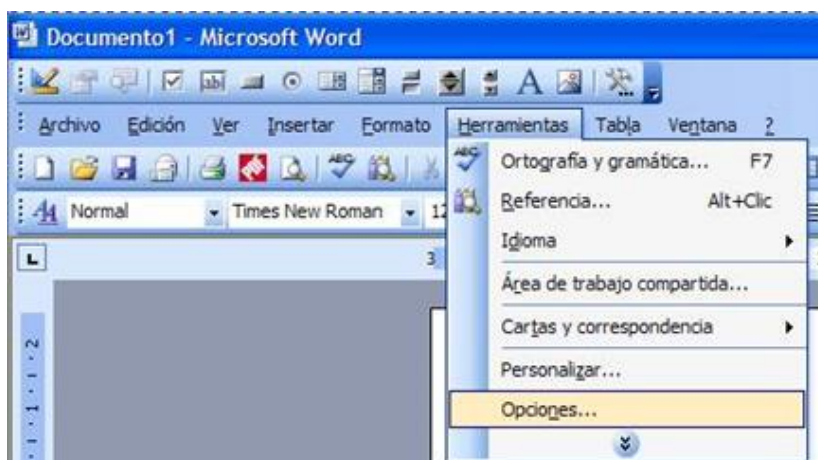 Documento1 - Microsoft Word
Archivo Edición Ver Insertar Formato Herramientas Tabla Ventana ?
Ortografía y gramática... F7
Normal Times New Roman 12
Referencia... Alt+Clic
Idioma
Área de trabajo compartida...
Cartas y correspondencia
Personalizar...
Opciones...